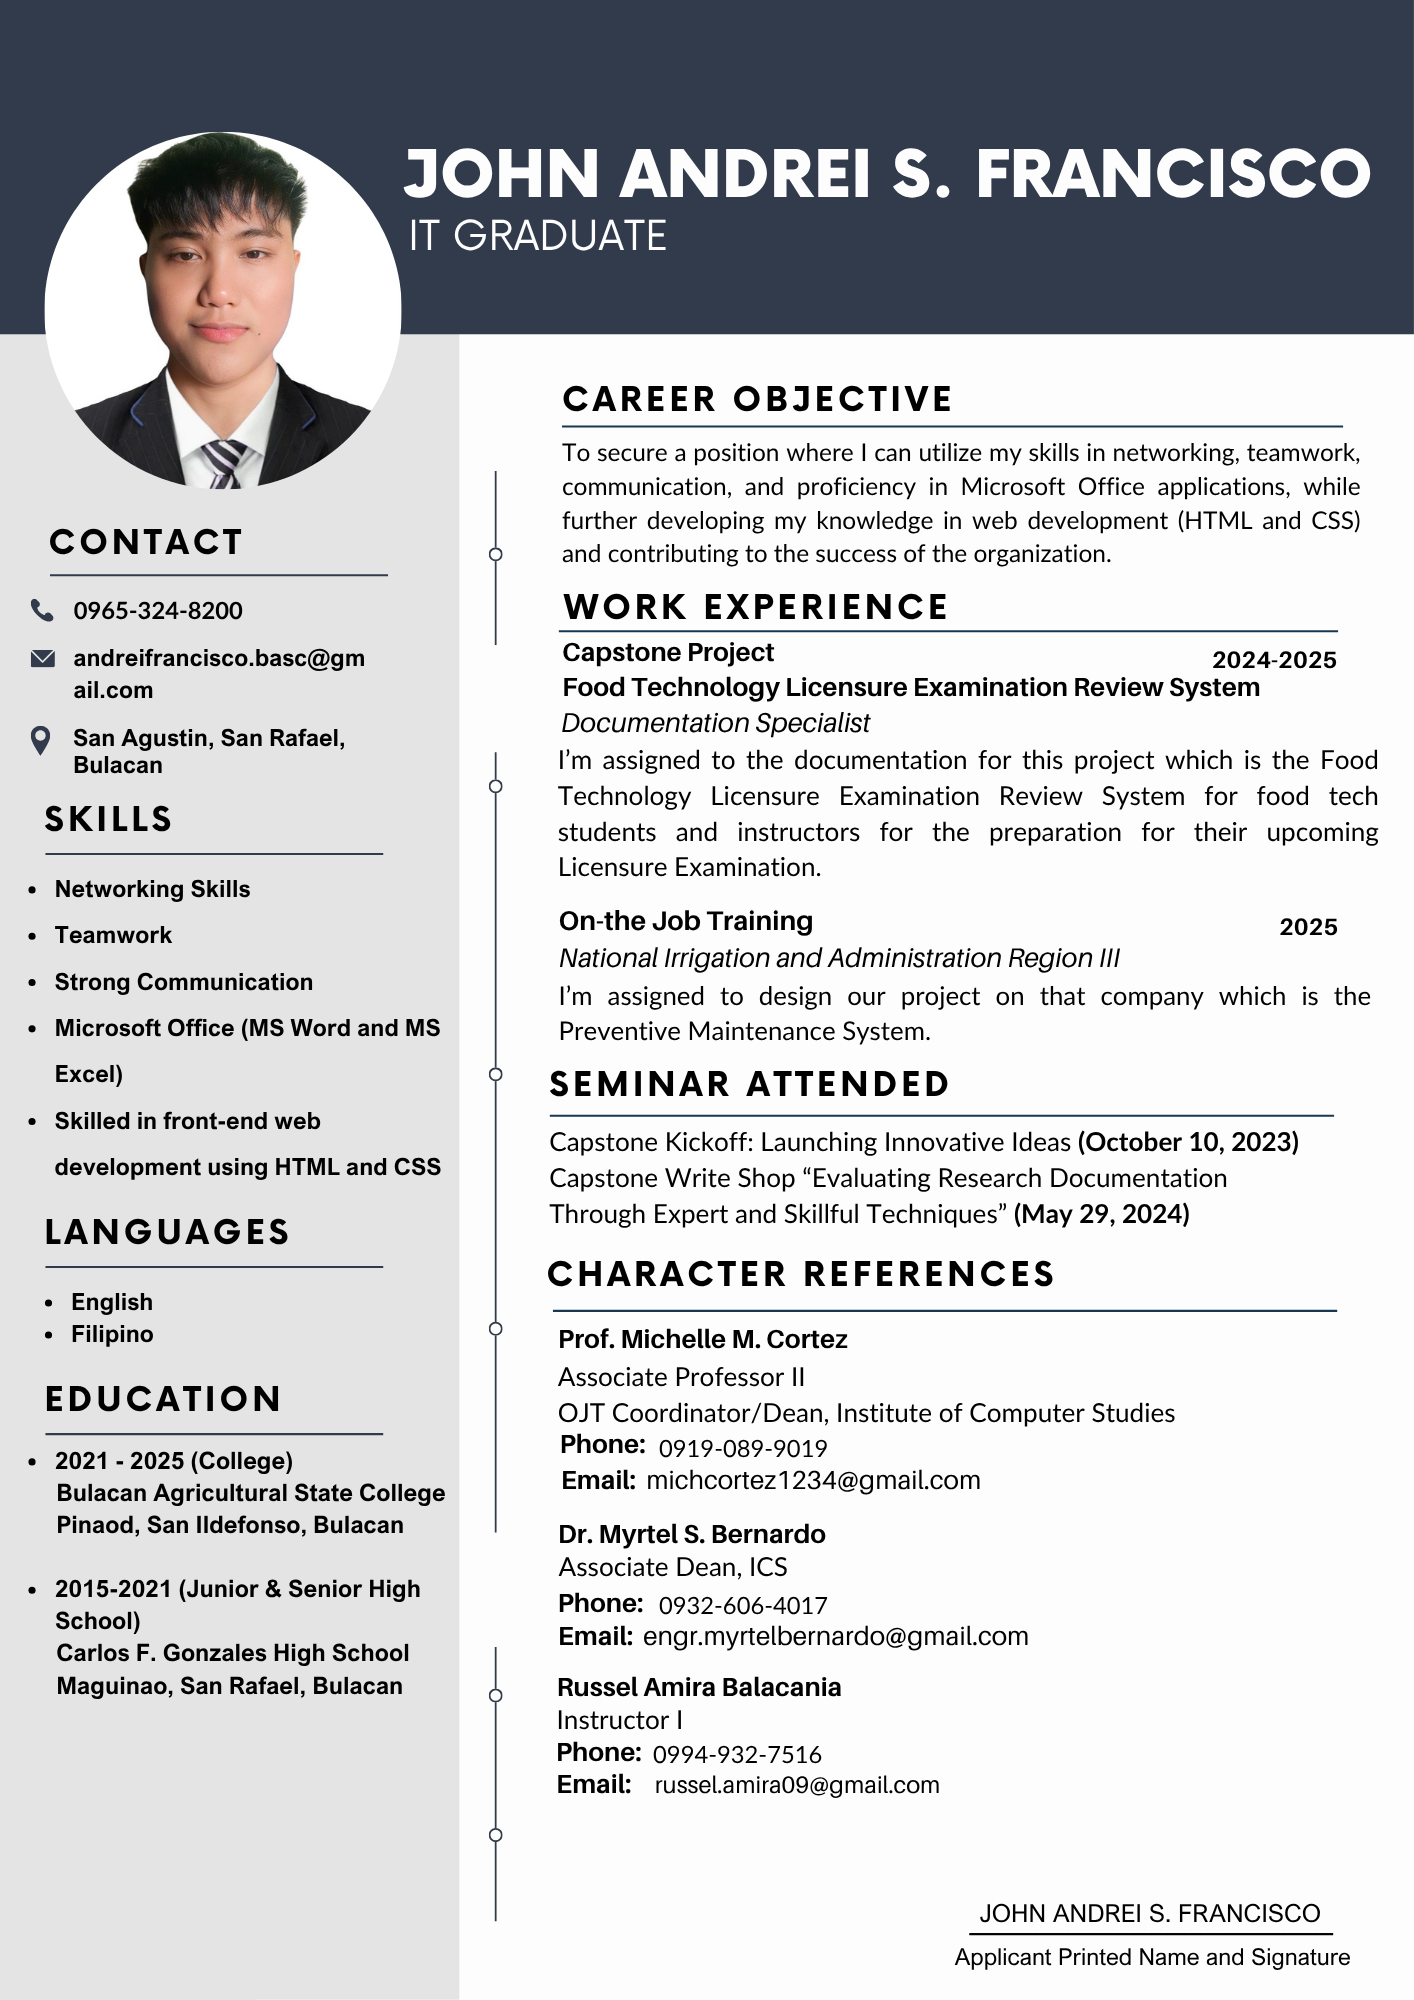 JOHN ANDREI S. FRANCISCO
IT GRADUATE
CONTACT
0965-324-8200
andreifrancisco.basc@gm
ail.com
San Agustin, San Rafael,
Bulacan
SKILLS
• Networking Skills
• Teamwork
• Strong Communication
• Microsoft Office (MS Word and MS
Excel)
• Skilled in front-end web
development using HTML and CSS
LANGUAGES
• English
• Filipino
EDUCATION
• 2021 - 2025 (College)
Bulacan Agricultural State College
Pinaod, San Ildefonso, Bulacan
• 2015-2021 (Junior & Senior High
School)
Carlos F. Gonzales High School
Maguinao, San Rafael, Bulacan
CAREER OBJECTIVE
To secure a position where I can utilize my skills in networking, teamwork,
communication, and proficiency in Microsoft Office applications, while
further developing my knowledge in web development (HTML and CSS)
and contributing to the success of the organization.
WORK EXPERIENCE
Capstone Project
2024-2025
Food Technology Licensure Examination Review System
Documentation Specialist
I’m assigned to the documentation for this project which is the Food
Technology Licensure Examination Review System for food tech
students and instructors for the preparation for their upcoming
Licensure Examination.
On-the Job Training
2025
National Irrigation and Administration Region III
I’m assigned to design our project on that company which is the
Preventive Maintenance System.
SEMINAR ATTENDED
Capstone Kickoff: Launching Innovative Ideas (October 10, 2023)
Capstone Write Shop “Evaluating Research Documentation
Through Expert and Skillful Techniques” (May 29, 2024)
CHARACTER REFERENCES
Prof. Michelle M. Cortez
Associate Professor II
OJT Coordinator/Dean, Institute of Computer Studies
Phone: 0919-089-9019
Email: michcortez1234@gmail.com
Dr. Myrtel S. Bernardo
Associate Dean, ICS
Phone: 0932-606-4017
Email: engr.myrtelbernardo@gmail.com
Russel Amira Balacania
Instructor I
Phone: 0994-932-7516
Email: russel.amira09@gmail.com
JOHN ANDREI S. FRANCISCO
Applicant Printed Name and Signature